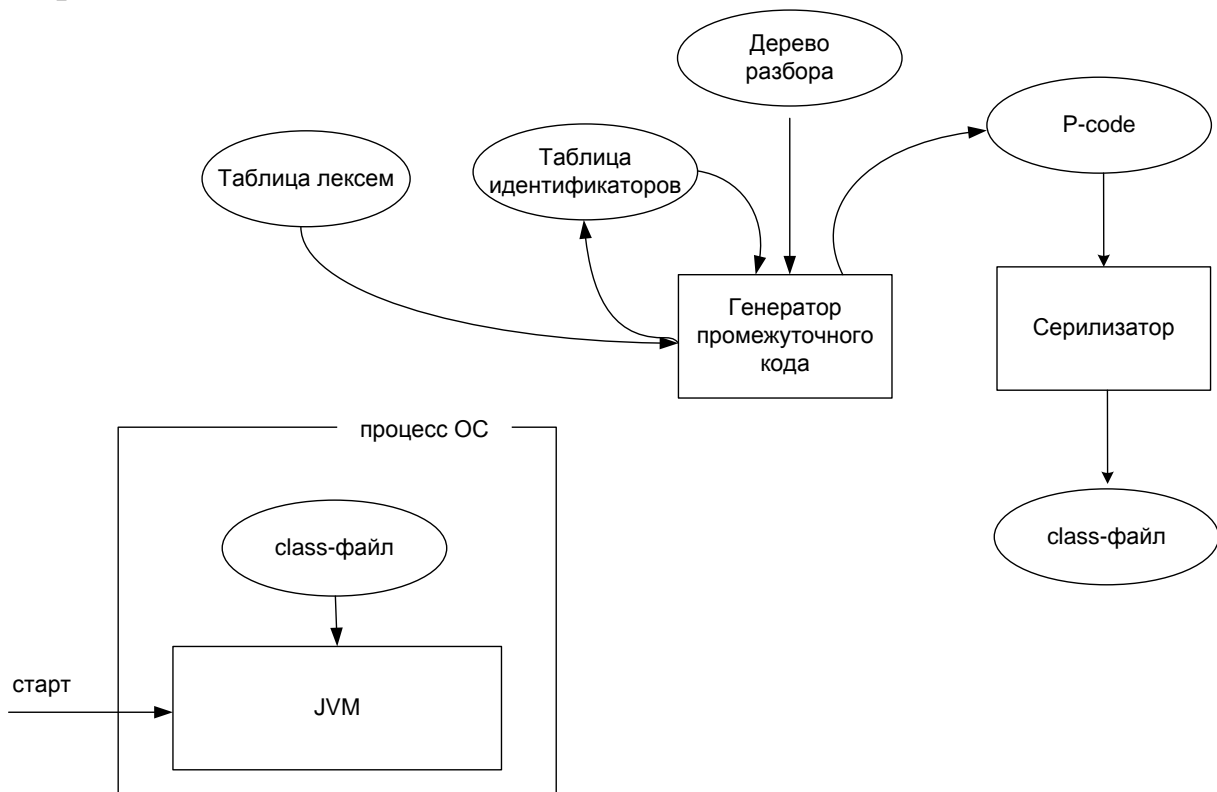 Дерево
разбора
P-code
Таблица
идентификаторов
Таблица лексем
Генератор
промежуточного
кода
Серилизатор
процесс ОС
class-файл
class-файл
старт
JVM